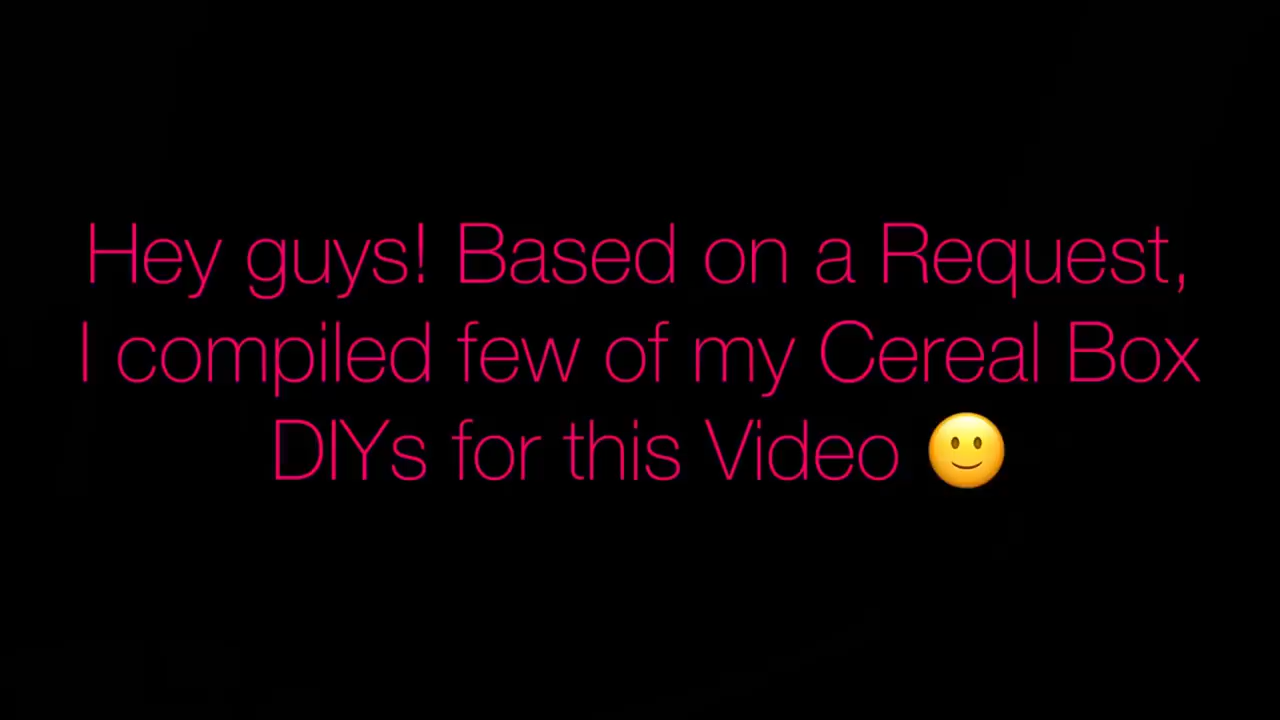 Hey guys! Based on a Request,
I compiled few of my Cereal Box
DIYs for this Video 🙂